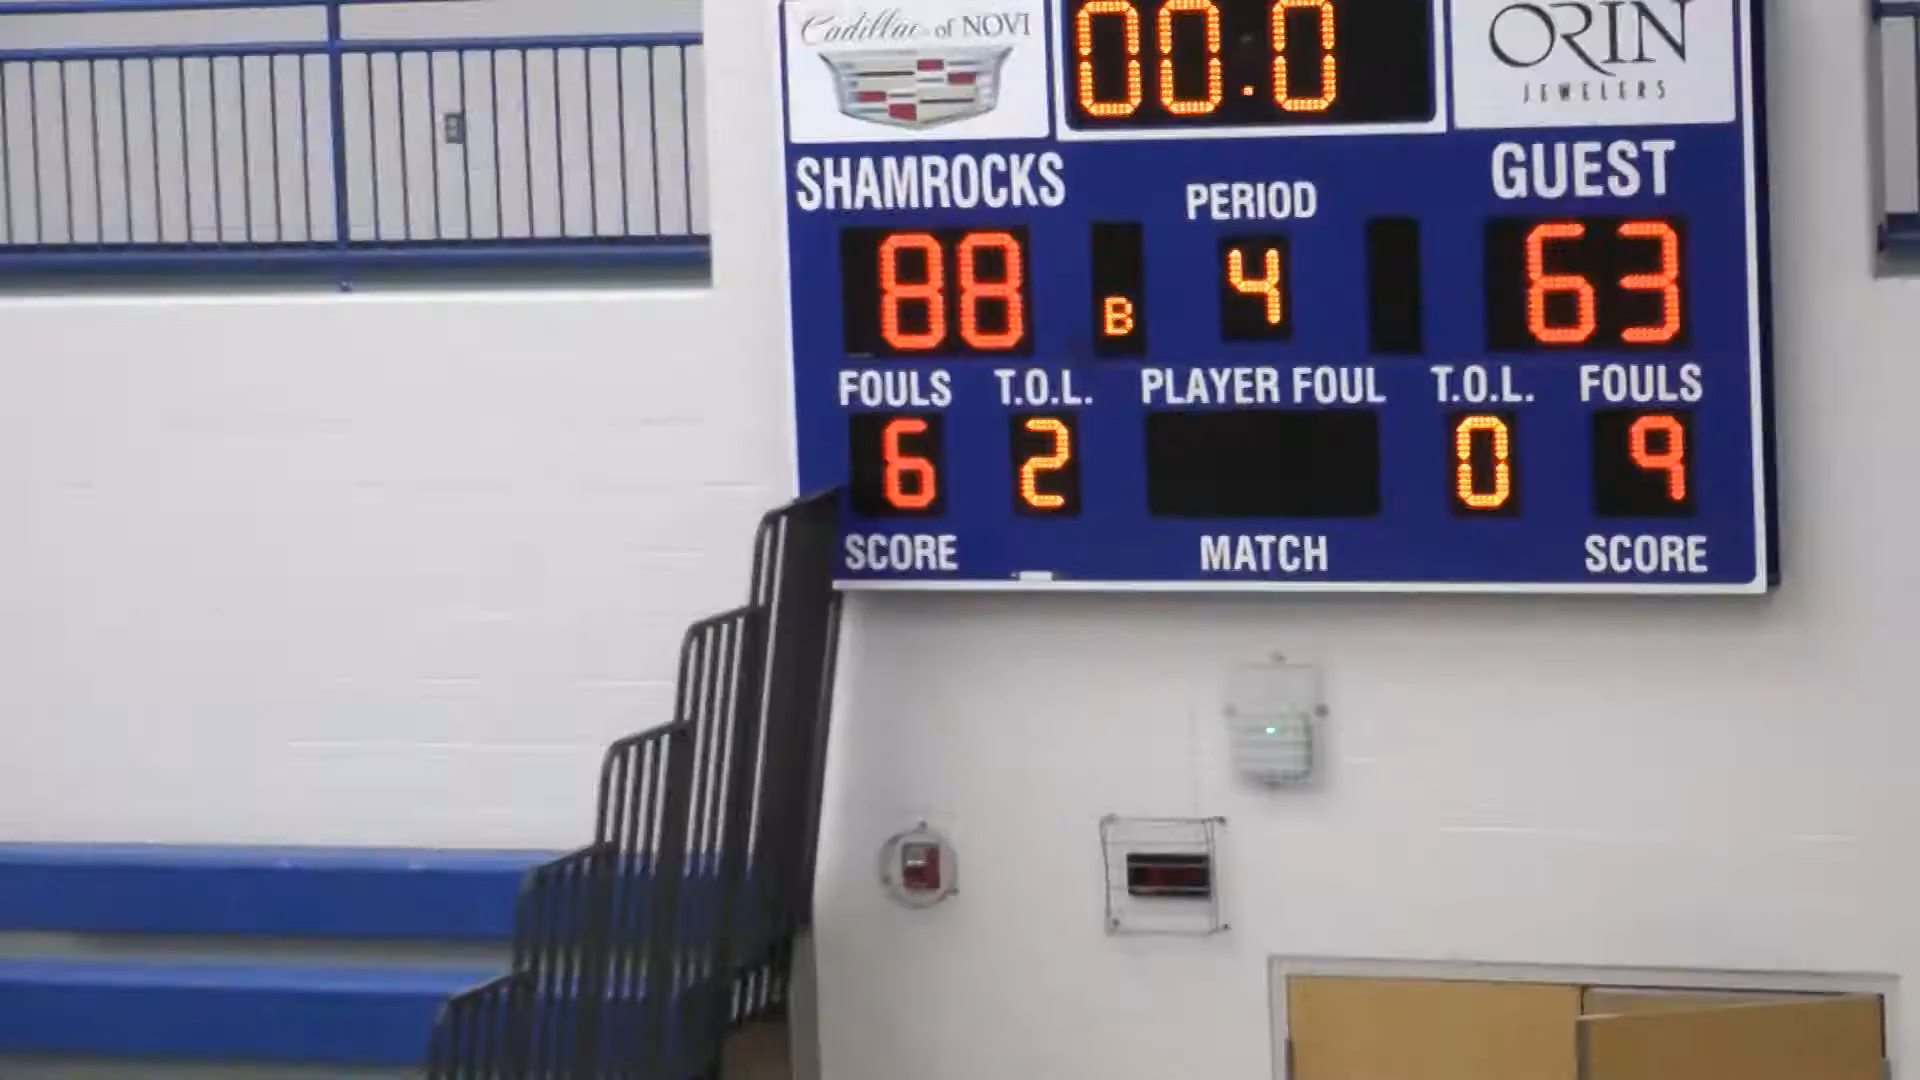 Cadillac of NOVI
00.0
ORIN
JEWELERS
SHAMROCKS
PERIOD
GUEST
88
B
4
63
FOULS
T.O.L.
PLAYER FOUL
T.O.L.
FOULS
6
2
0
9
SCORE
MATCH
SCORE